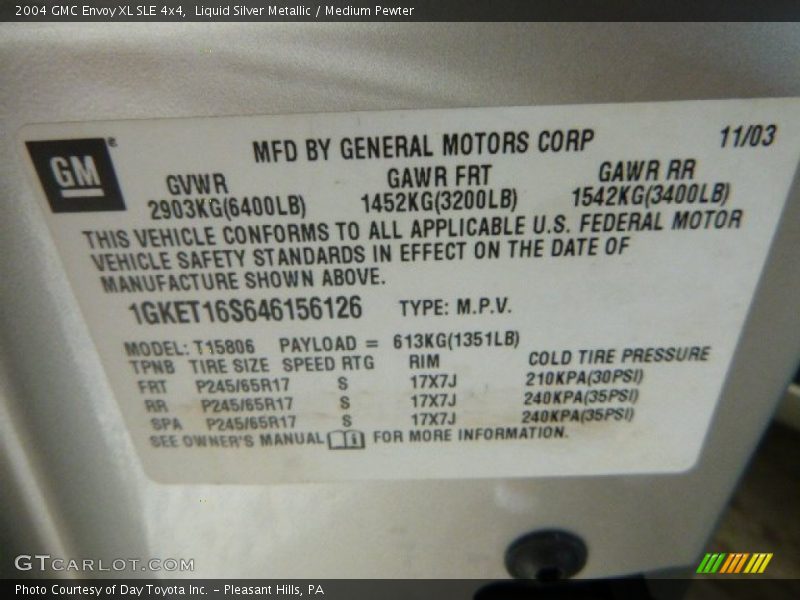 2004 GMC Envoy XL SLE 4x4, Liquid Silver Metallic / Medium Pewter
GM®
MFD BY GENERAL MOTORS CORP 11/03
GVWR GAWR FRT GAWR RR
2903KG(6400LB) 1452KG(3200LB) 1542KG(3400LB)
THIS VEHICLE CONFORMS TO ALL APPLICABLE U.S. FEDERAL MOTOR
VEHICLE SAFETY STANDARDS IN EFFECT ON THE DATE OF
MANUFACTURE SHOWN ABOVE.
1GKET16S646156126 TYPE: M.P.V.
MODEL: T15806 PAYLOAD = 613KG(1351LB)
TPNB TIRE SIZE SPEED RTG RIM COLD TIRE PRESSURE
FRT P245/65R17 S 17X7J 210KPA(30PSI)
RR P245/65R17 S 17X7J 240KPA(35PSI)
SPA P245/65R17 S 17X7J 240KPA(35PSI)
SEE OWNER'S MANUAL FOR MORE INFORMATION.
GTCARLOT.COM
Photo Courtesy of Day Toyota Inc. - Pleasant Hills, PA